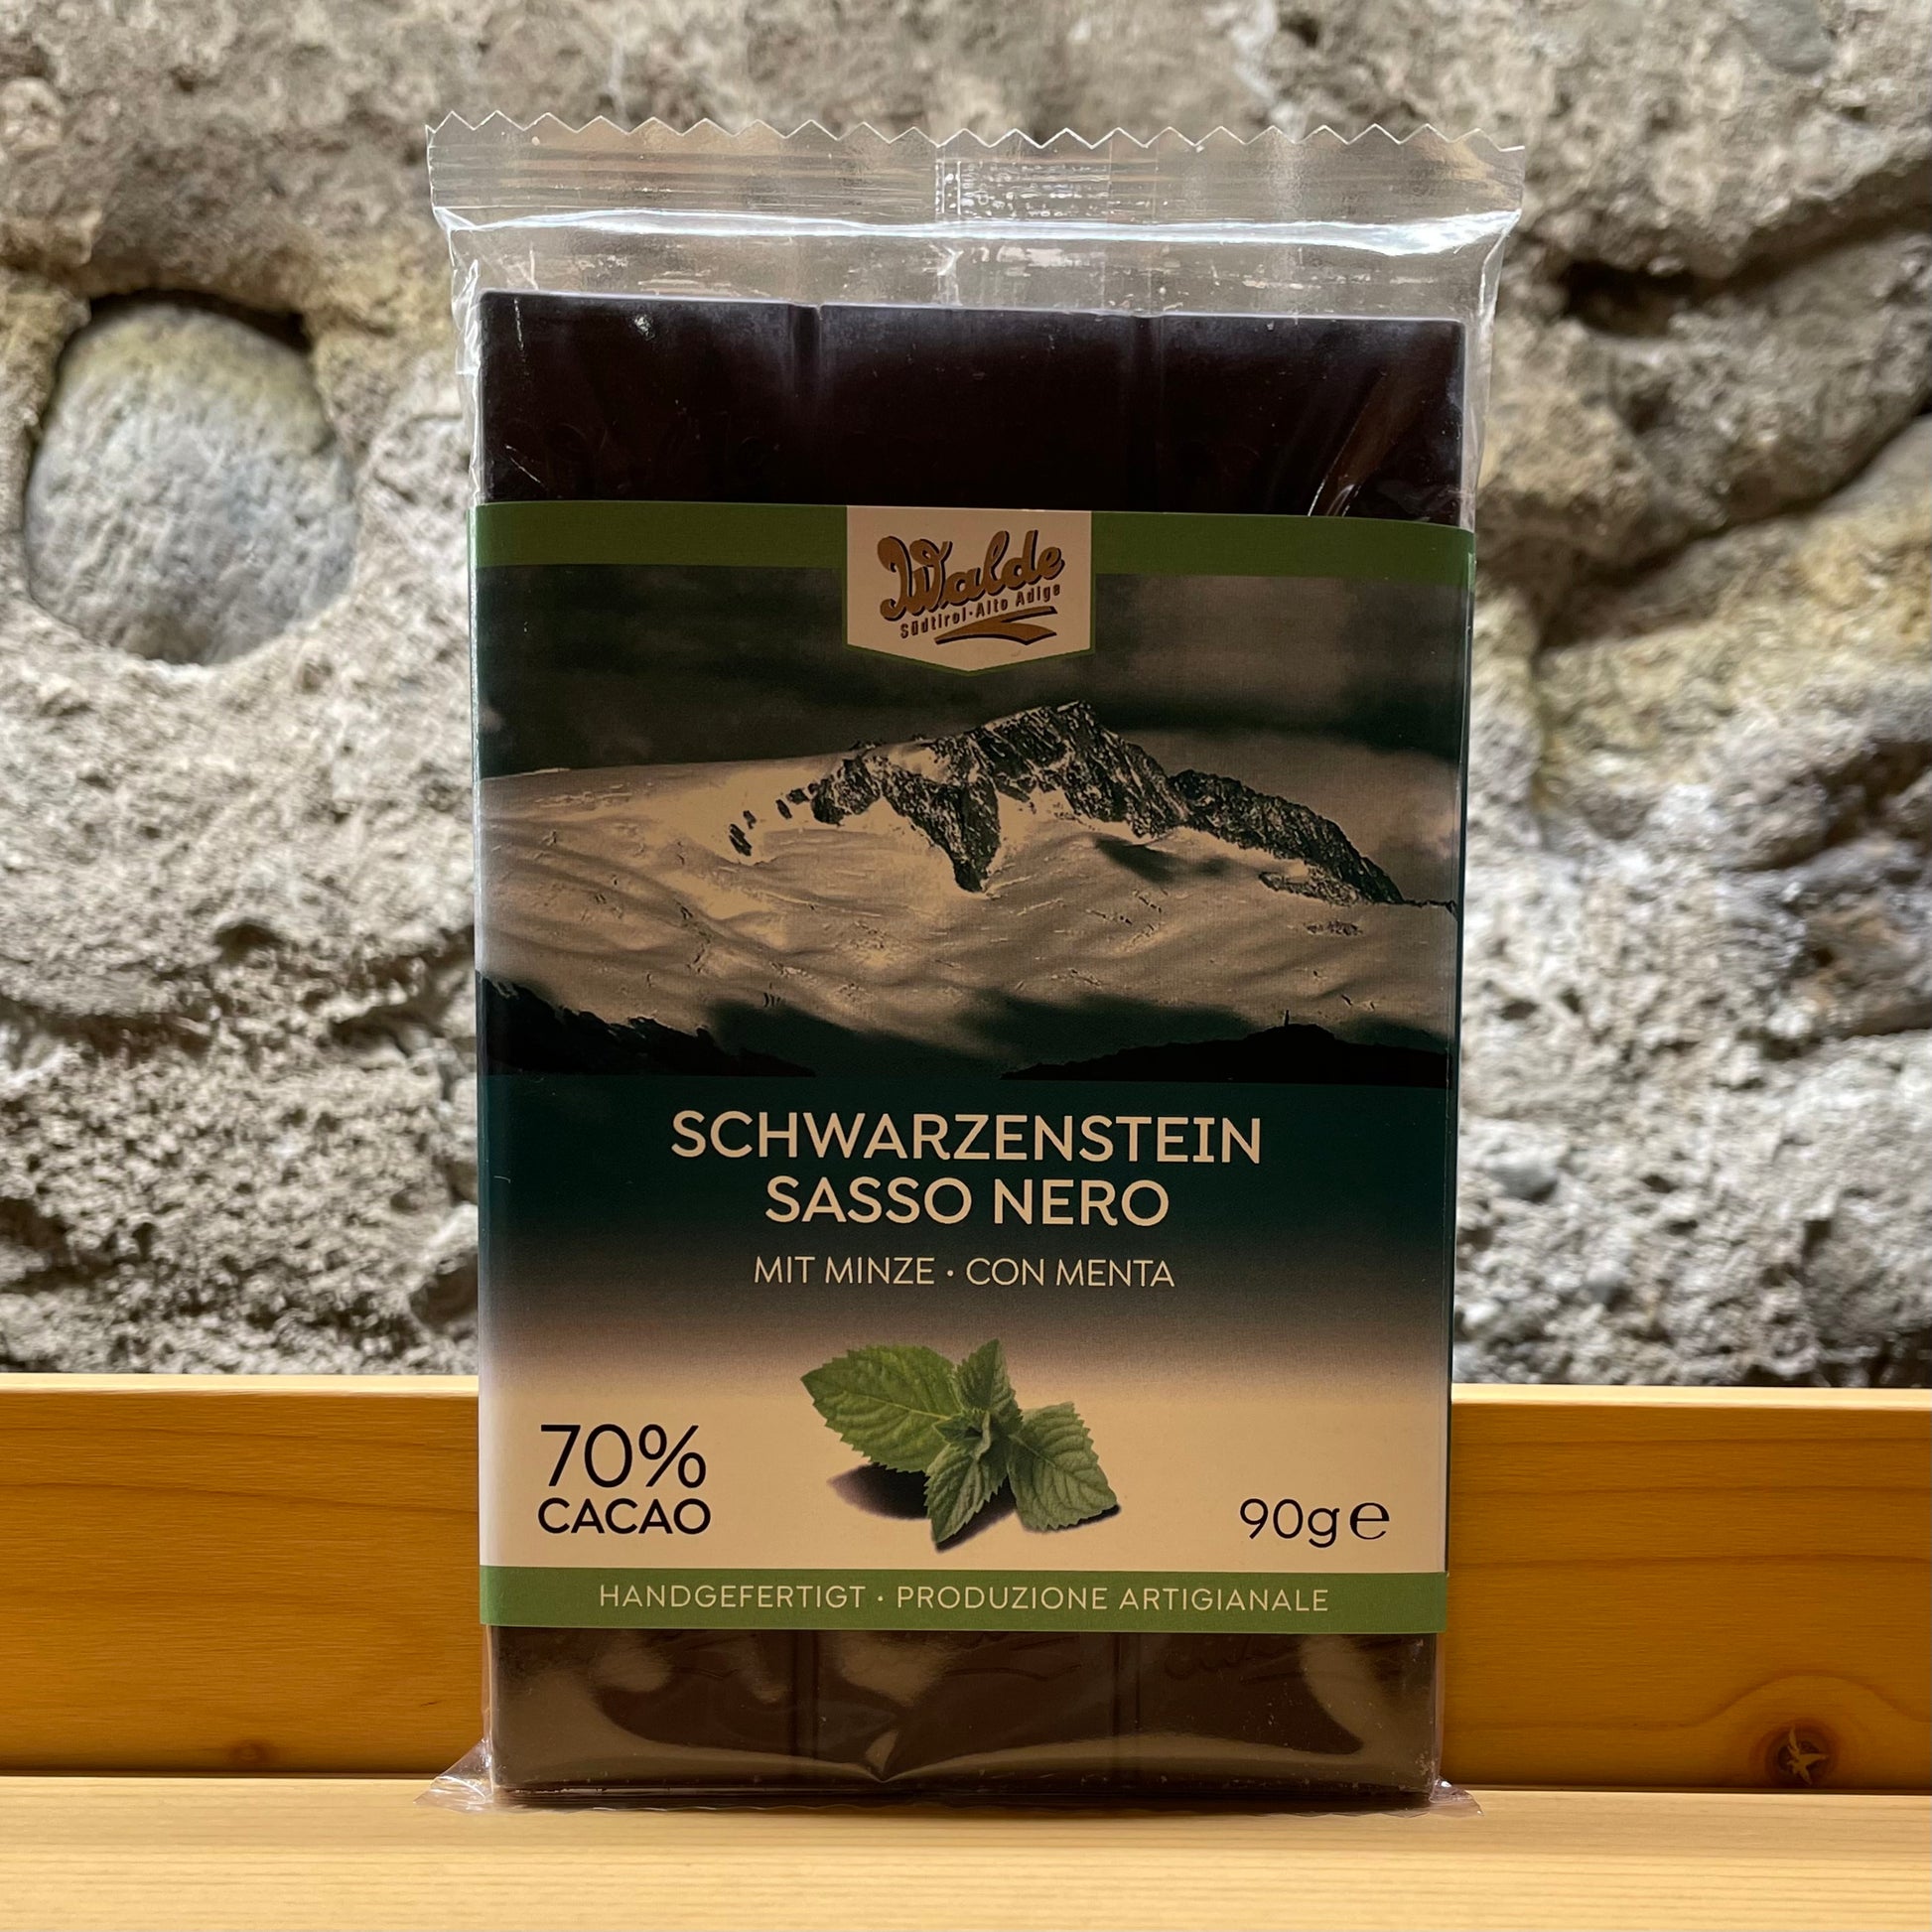 Walde
Südtirol·Alto Adige
SCHWARZENSTEIN
SASSO NERO
MIT MINZE · CON MENTA
70%
CACAO
90g ℮
HANDGEFERTIGT · PRODUZIONE ARTIGIANALE